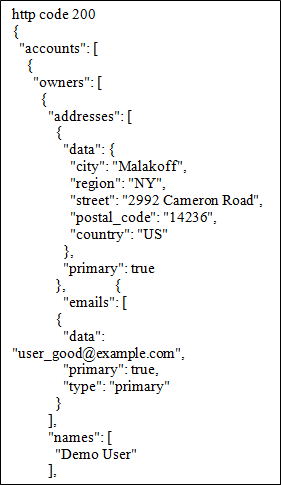 http code 200
{
"accounts": [
{
"owners": [
{
"addresses": [
{
"data": {
"city": "Malakoff",
"region": "NY",
"street": "2992 Cameron Road",
"postal_code": "14236",
"country": "US"
},
"primary": true
}, {
"emails": [
{
"data":
"user_good@example.com",
"primary": true,
"type": "primary"
}
],
"names": [
"Demo User"
],